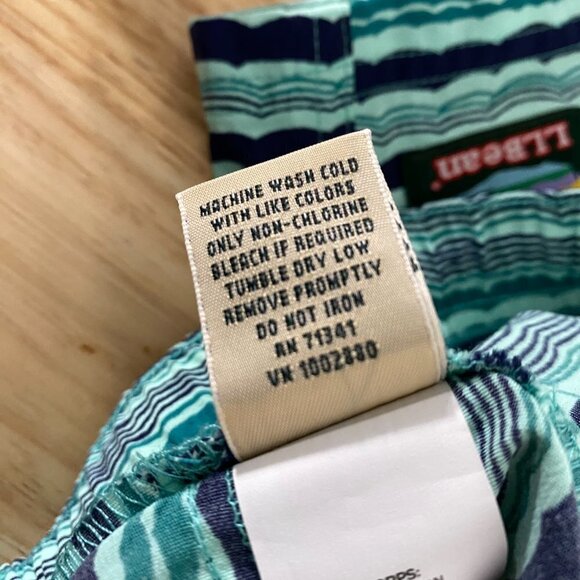 L.L.Bean
MACHINE WASH COLD
WITH LIKE COLORS
ONLY NON-CHLORINE
BLEACH IF REQUIRED
TUMBLE DRY LOW
REMOVE PROMPTLY
DO NOT IRON
RN 71341
VN 1002880